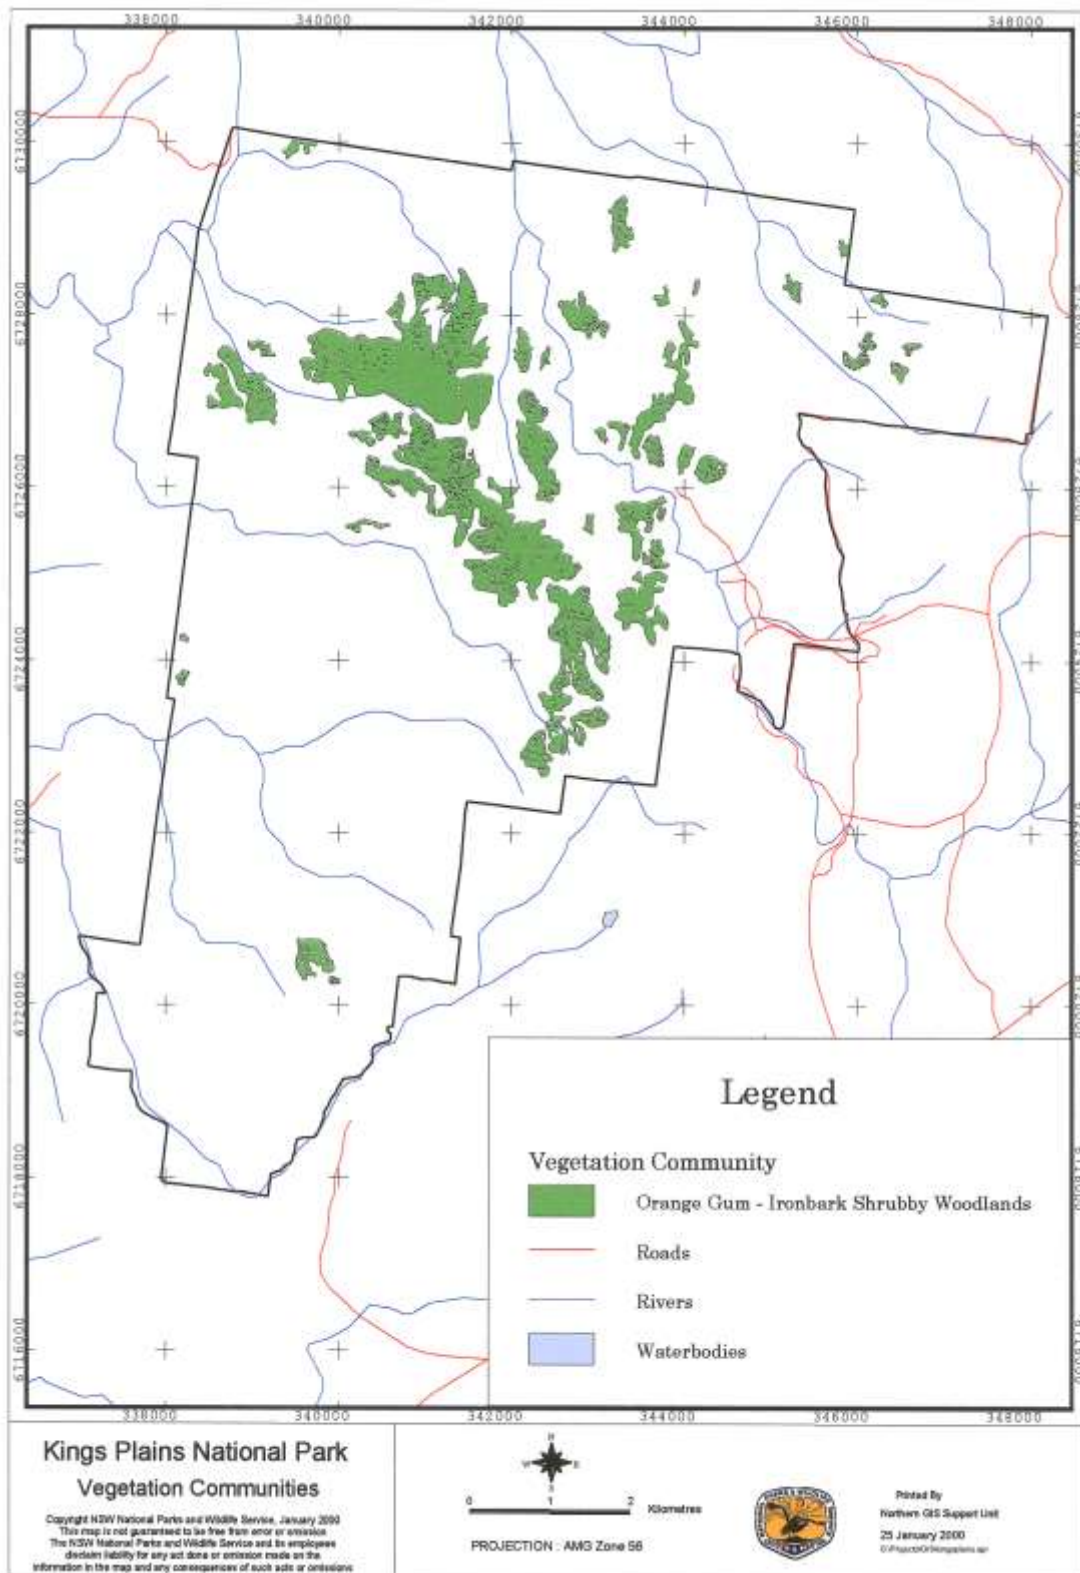 338000 340000 342000 344000 346000 348000
6730000
6728000
6726000
6724000
6722000
6720000
6718000
6716000
Legend
Vegetation Community
Orange Gum - Ironbark Shrubby Woodlands
Roads
Rivers
Waterbodies
338000 340000 342000 344000 346000 348000
Kings Plains National Park
Vegetation Communities
Copyright NSW National Parks and Wildlife Service, January 2000
This map is not guaranteed to be free from error or omission
The NSW National Parks and Wildlife Service and its employees
disclaim liability for any act done or omission made on the
information in the map and any consequences of such acts or omissions
N
W E
S
0 1 2 Kilometres
PROJECTION : AMG Zone 56
Printed By
Northern GIS Support Unit
25 January 2000